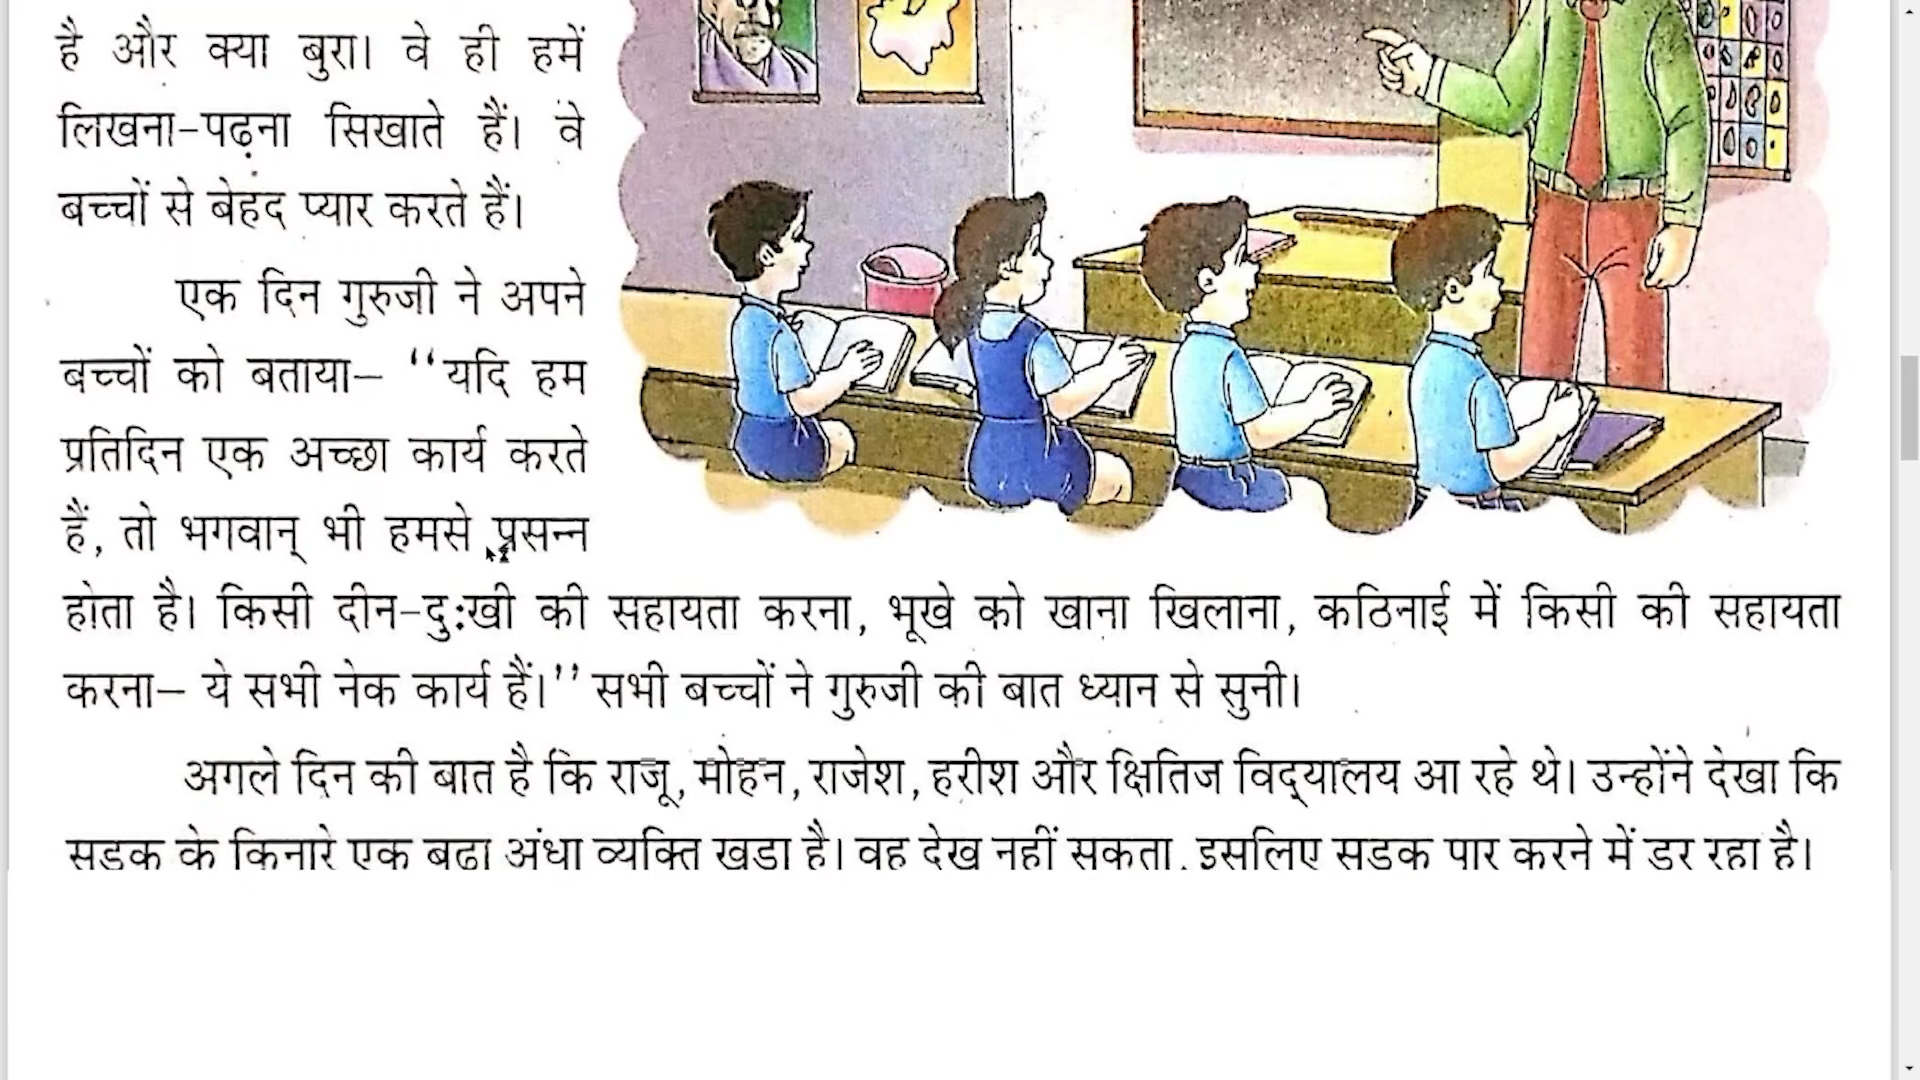 है और क्या बुरा। वे ही हमें
लिखना-पढ़ना सिखाते हैं। वे
बच्चों से बेहद प्यार करते हैं।
एक दिन गुरुजी ने अपने
बच्चों को बताया– “यदि हम
प्रतिदिन एक अच्छा कार्य करते
हैं, तो भगवान् भी हमसे प्रसन्न
होता है। किसी दीन-दुःखी की सहायता करना, भूखे को खाना खिलाना, कठिनाई में किसी की सहायता
करना– ये सभी नेक कार्य हैं।” सभी बच्चों ने गुरुजी की बात ध्यान से सुनी।
अगले दिन की बात है कि राजू, मोहन, राजेश, हरीश और क्षितिज विद्‌यालय आ रहे थे। उन्होंने देखा कि
सड़क के किनारे एक बूढ़ा अंधा व्यक्ति खड़ा है। वह देख नहीं सकता, इसलिए सड़क पार करने में डर रहा है।